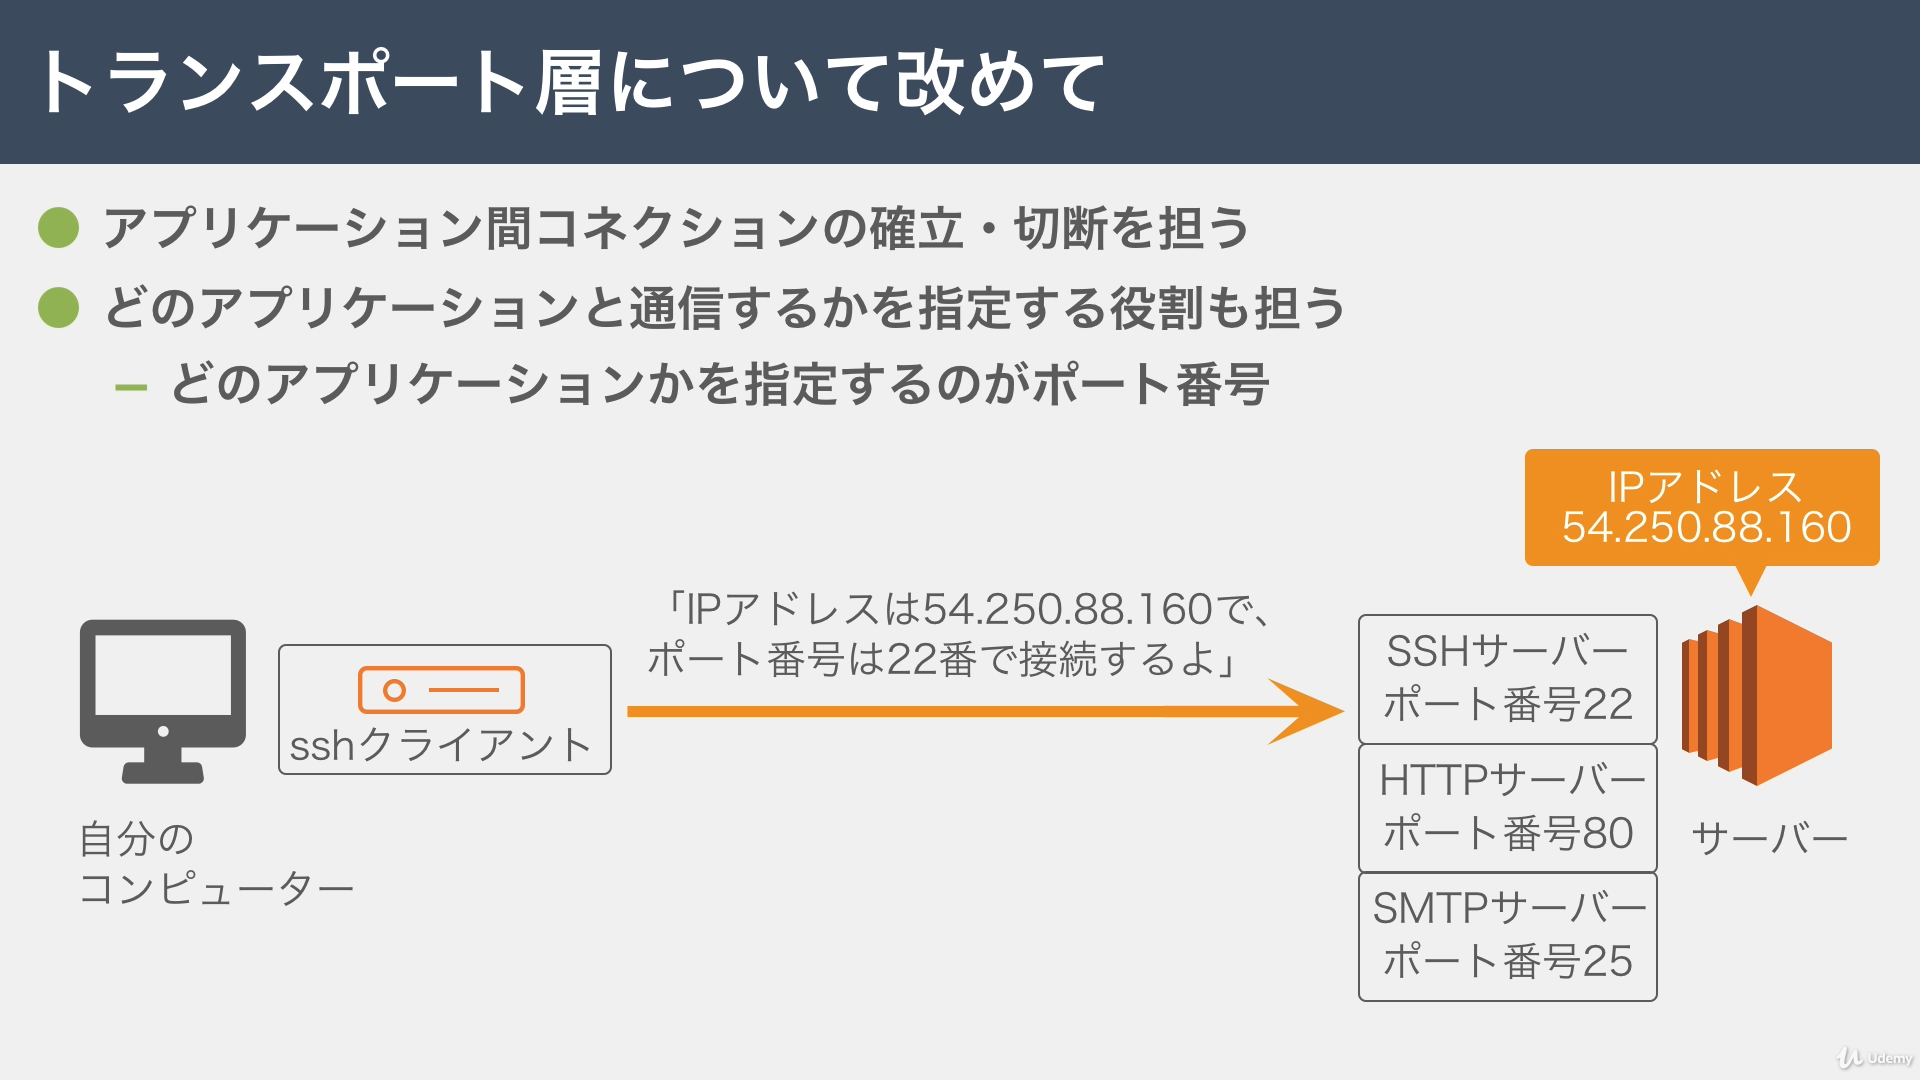 トランスポート層について改めて
アプリケーション間コネクションの確立・切断を担う
どのアプリケーションと通信するかを指定する役割も担う
– どのアプリケーションかを指定するのがポート番号
IPアドレス
54.250.88.160
「IPアドレスは54.250.88.160で、
ポート番号は22番で接続するよ」
sshクライアント
自分の
コンピューター
SSHサーバー
ポート番号22
HTTPサーバー
ポート番号80
SMTPサーバー
ポート番号25
サーバー
Udemy